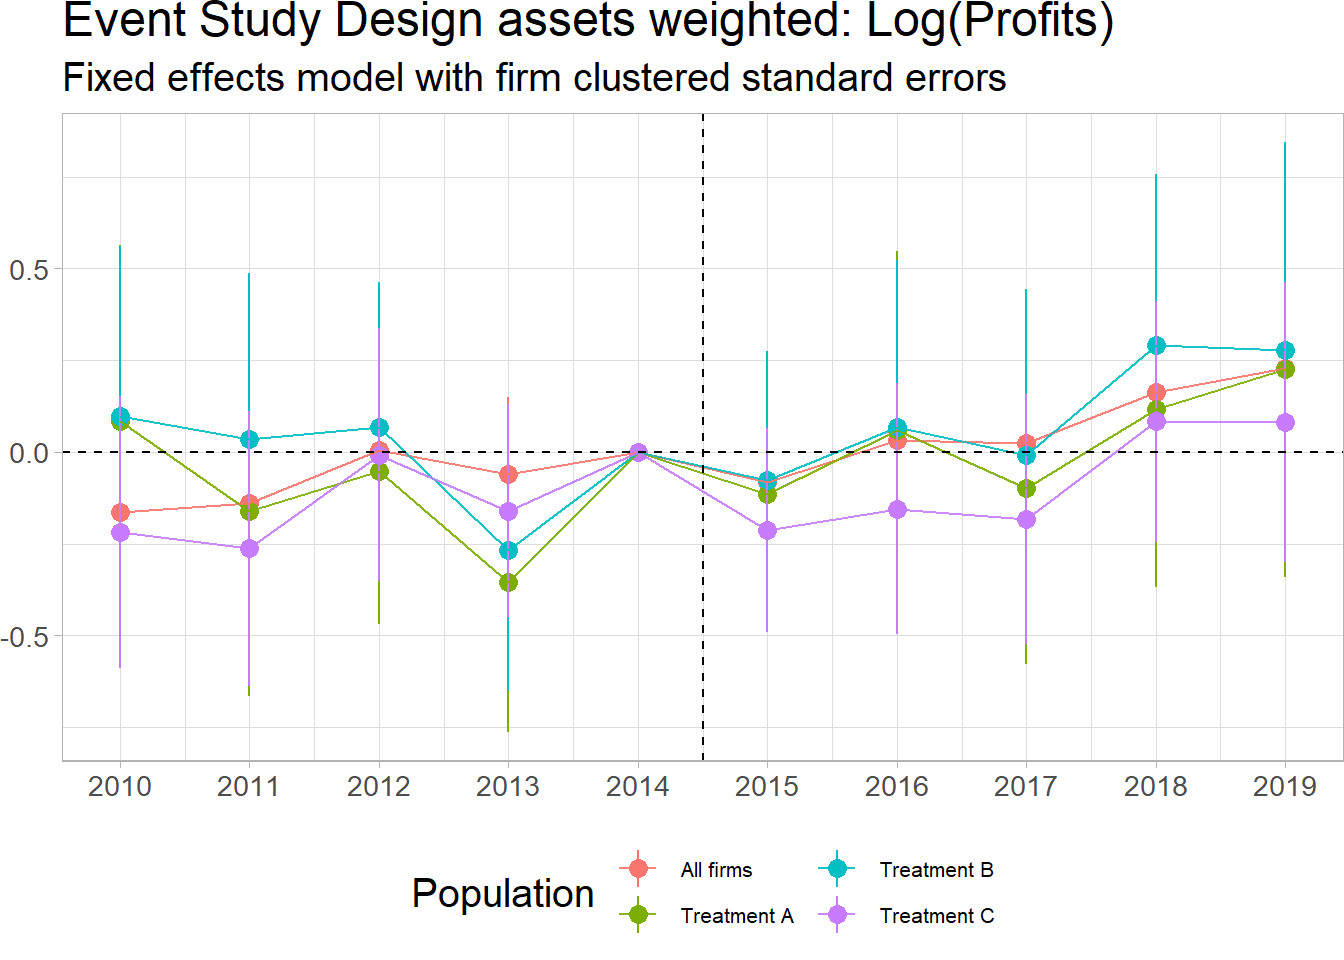 Event Study Design assets weighted: Log(Profits)
Fixed effects model with firm clustered standard errors
0.5
0.0
-0.5
2010 2011 2012 2013 2014 2015 2016 2017 2018 2019
Population
All firms
Treatment A
Treatment B
Treatment C